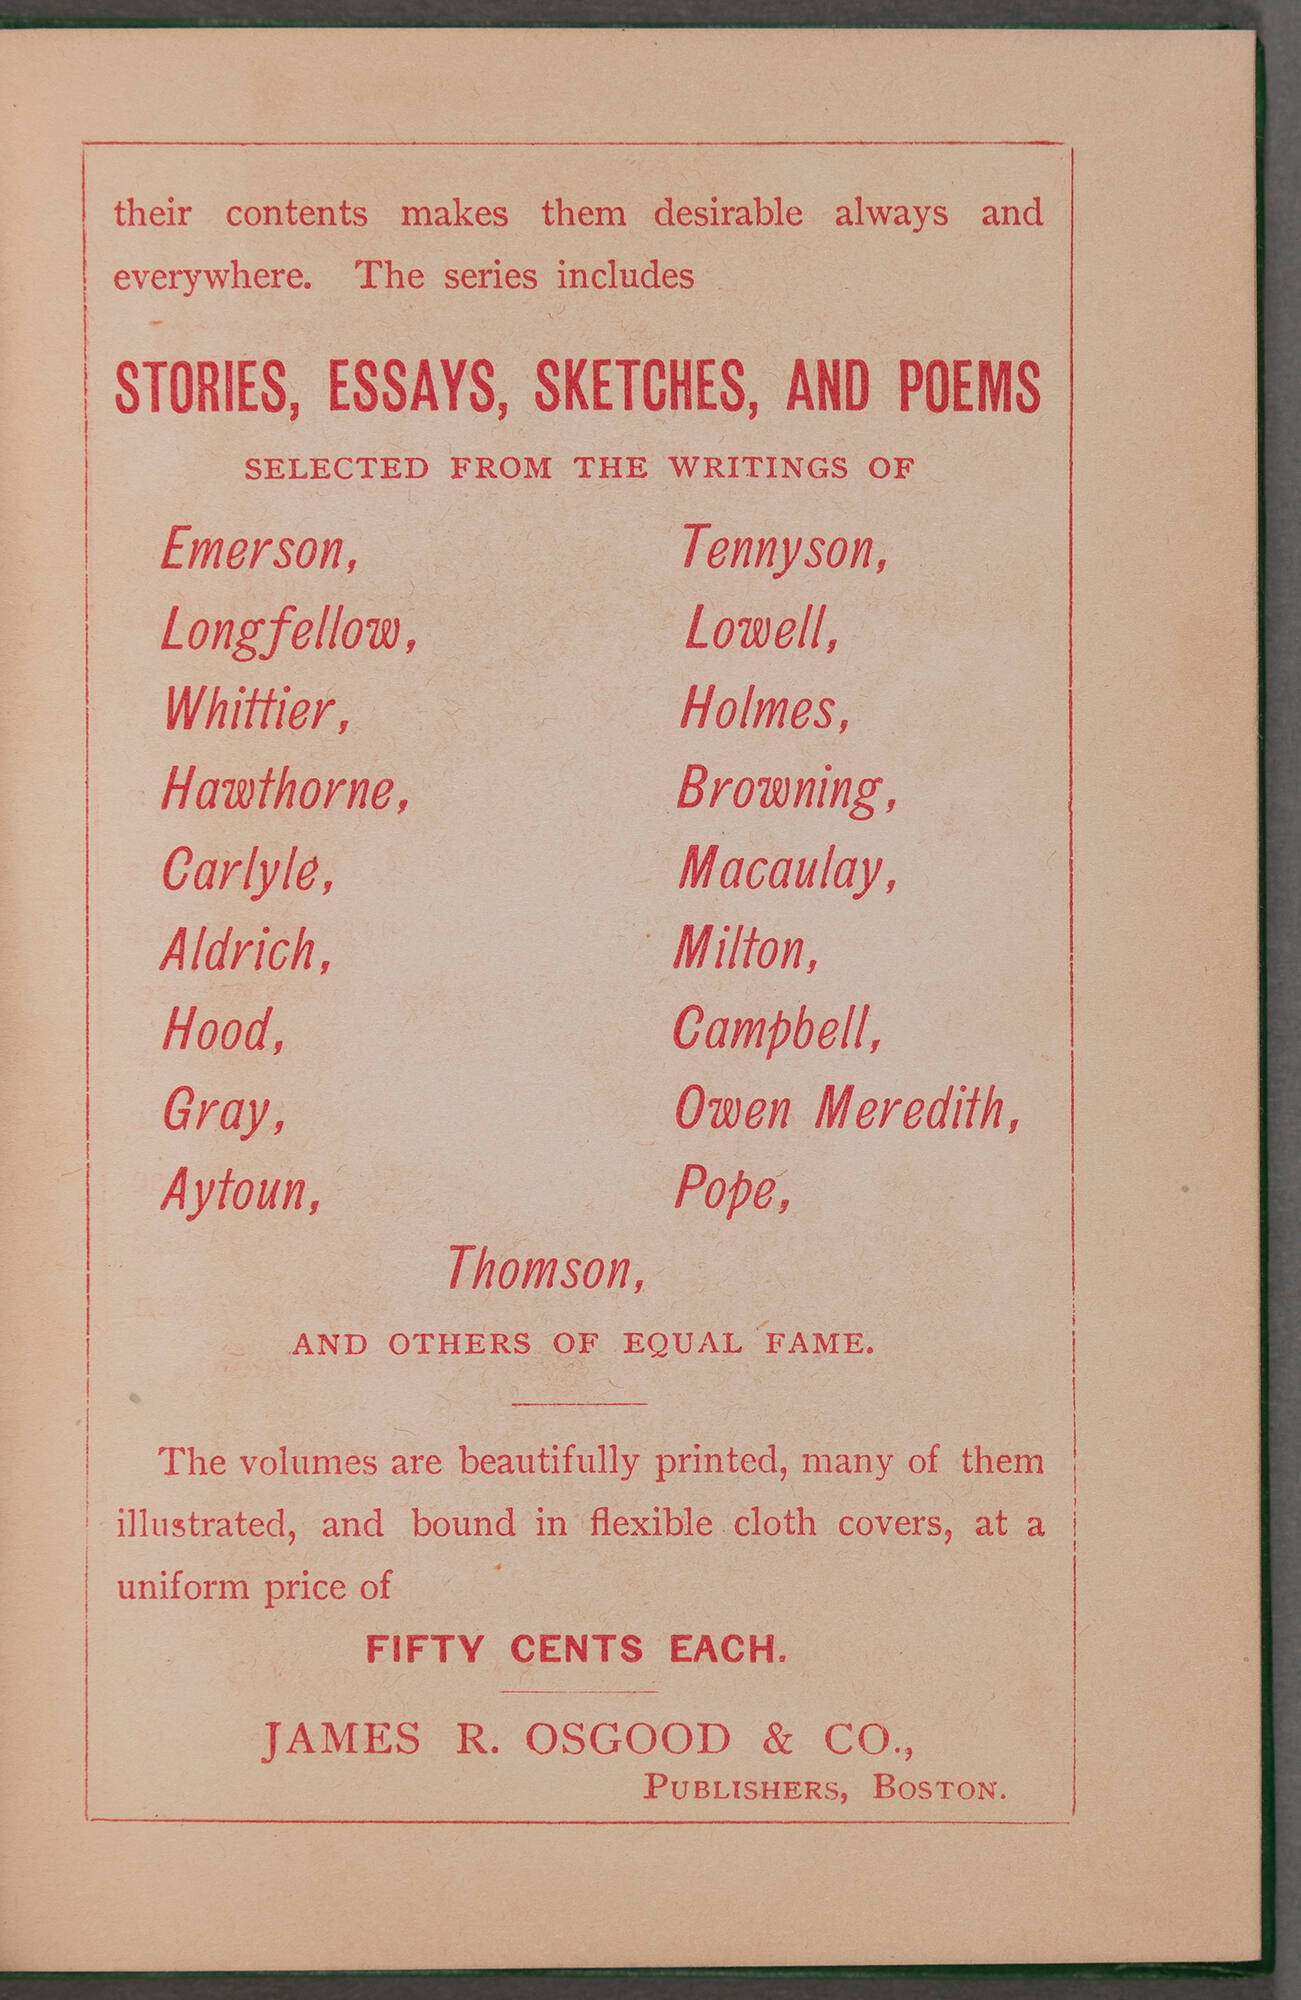 their contents makes them desirable always and
everywhere. The series includes
STORIES, ESSAYS, SKETCHES, AND POEMS
SELECTED FROM THE WRITINGS OF
Emerson, Tennyson,
Longfellow, Lowell,
Whittier, Holmes,
Hawthorne, Browning,
Carlyle, Macaulay,
Aldrich, Milton,
Hood, Campbell,
Gray, Owen Meredith,
Aytoun, Pope,
Thomson,
AND OTHERS OF EQUAL FAME.
The volumes are beautifully printed, many of them
illustrated, and bound in flexible cloth covers, at a
uniform price of
FIFTY CENTS EACH.
JAMES R. OSGOOD & CO.,
PUBLISHERS, BOSTON.